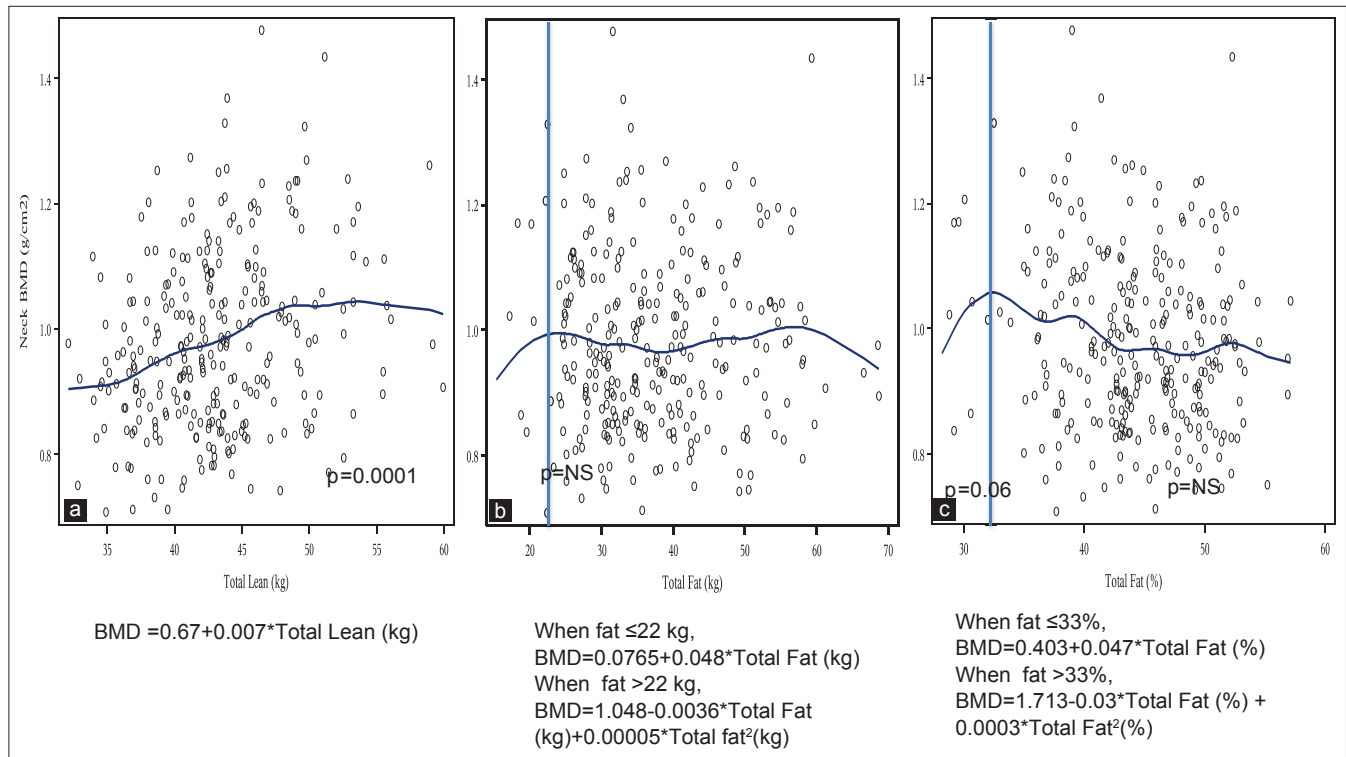 Neck BMD (g/cm2)
1.4
1.2
1.0
0.8
p=0.0001
a
35 40 45 50 55 60
Total Lean (kg)
BMD =0.67+0.007*Total Lean (kg)
1.4
1.2
1.0
0.8
p=NS
b
20 30 40 50 60 70
Total Fat (kg)
When fat ≤22 kg,
BMD=0.0765+0.048*Total Fat (kg)
When fat >22 kg,
BMD=1.048-0.0036*Total Fat
(kg)+0.00005*Total fat²(kg)
1.4
1.2
1.0
0.8
p=0.06
p=NS
c
30 40 50 60
Total Fat (%)
When fat ≤33%,
BMD=0.403+0.047*Total Fat (%)
When fat >33%,
BMD=1.713-0.03*Total Fat (%) +
0.0003*Total Fat²(%)